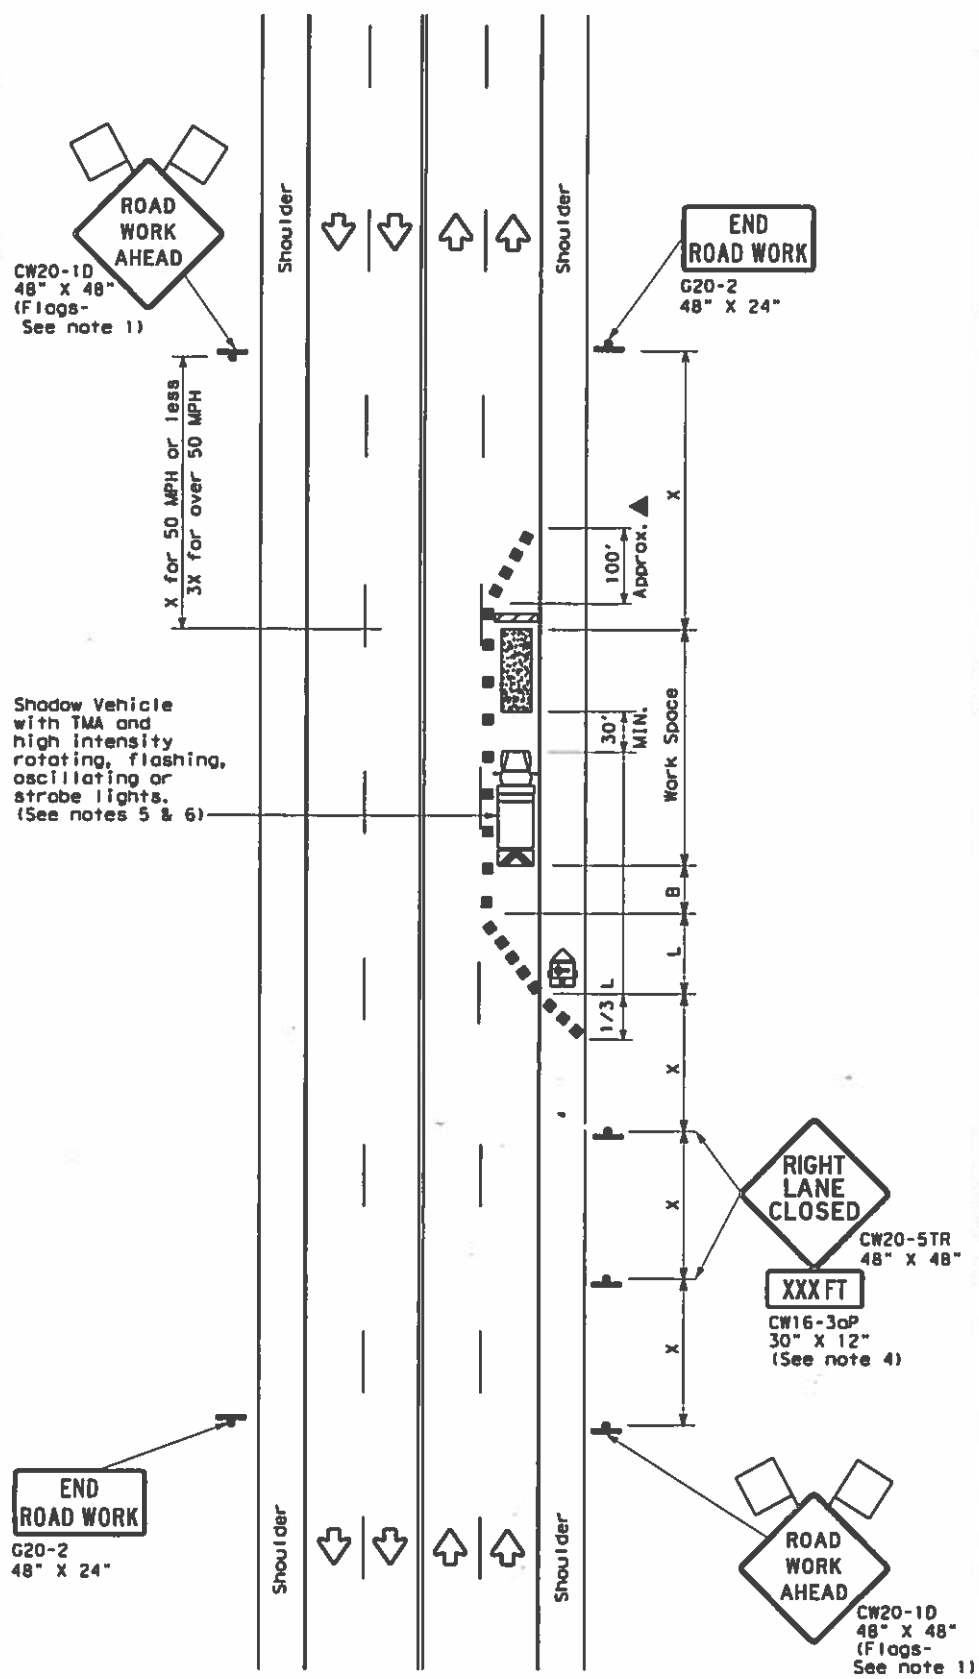 ROAD
WORK
AHEAD
CW20-1D
48" X 48"
(Flags-
See note 1)
Shoulder
Shoulder
END
ROAD WORK
G20-2
48" X 24"
X for 50 MPH or less
3X for over 50 MPH
X
100'
Approx.
Shadow Vehicle
with TMA and
high intensity
rotating, flashing,
oscillating or
strobe lights.
(See notes 5 & 6)
30'
MIN.
Work Space
B
L
1/3 L
X
RIGHT
LANE
CLOSED
CW20-5TR
48" X 48"
XXX FT
CW16-3aP
30" X 12"
(See note 4)
X
X
END
ROAD WORK
G20-2
48" X 24"
Shoulder
Shoulder
ROAD
WORK
AHEAD
CW20-1D
48" X 48"
(Flags-
See note 1)